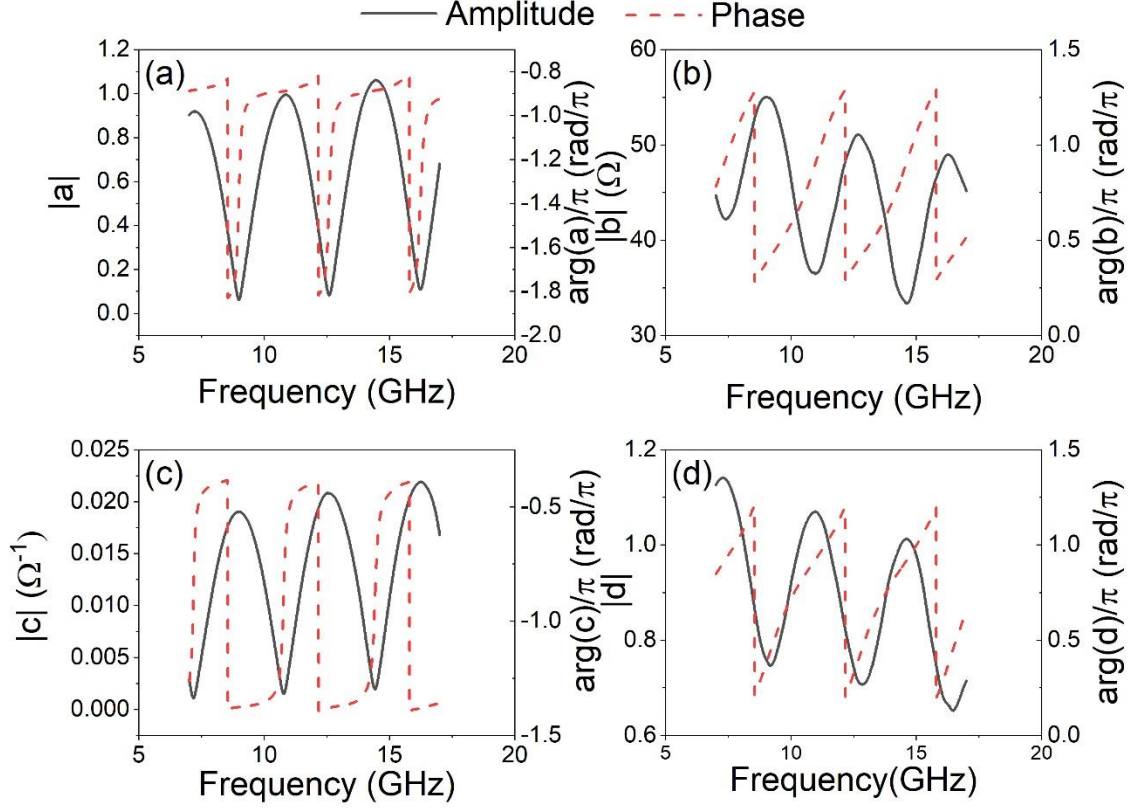 Amplitude Phase
(a)
1.2
1.0
0.8
0.6
0.4
0.2
0.0
|a|
-0.8
-1.0
-1.2
-1.4
-1.6
-1.8
-2.0
arg(a)/π (rad/π)
5 10 15 20
Frequency (GHz)
(b)
60
50
40
30
|b| (Ω)
1.5
1.0
0.5
0.0
arg(b)/π (rad/π)
5 10 15 20
Frequency (GHz)
(c)
0.025
0.020
0.015
0.010
0.005
0.000
|c| (Ω⁻¹)
-0.5
-1.0
-1.5
arg(c)/π (rad/π)
5 10 15 20
Frequency (GHz)
(d)
1.2
1.0
0.8
0.6
|d|
1.5
1.0
0.5
0.0
arg(d)/π (rad/π)
5 10 15 20
Frequency(GHz)